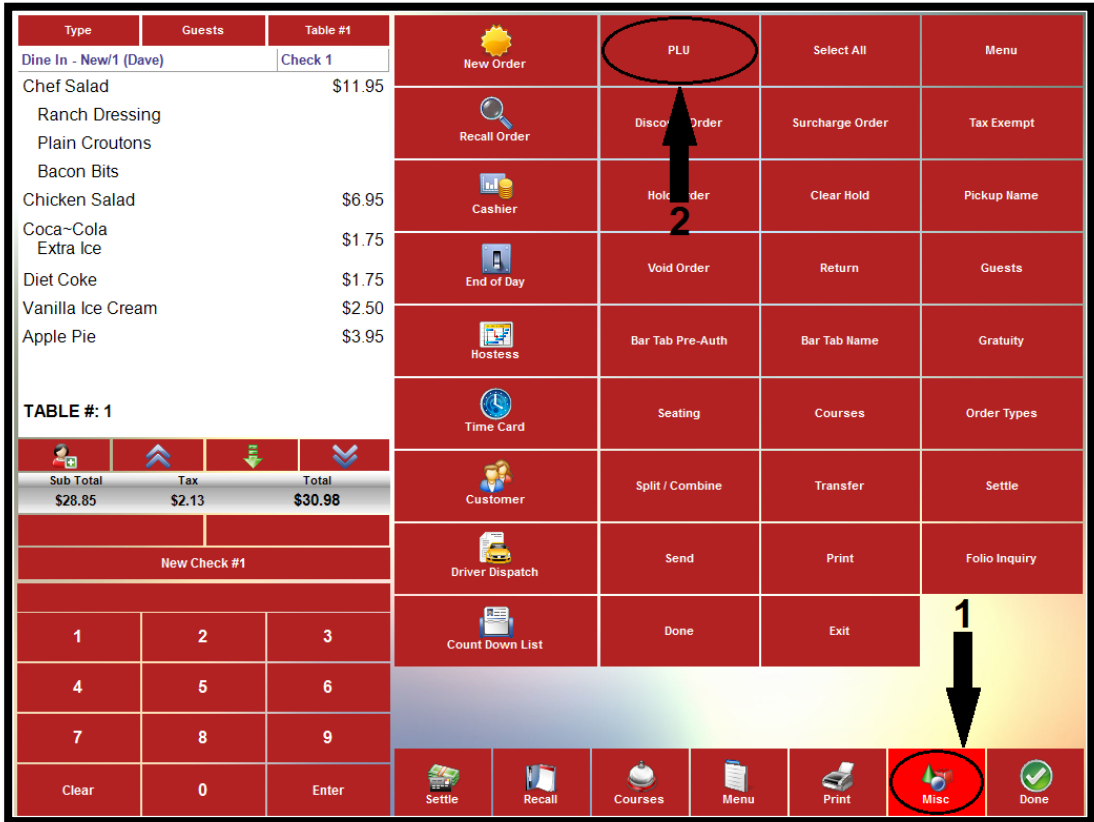 Type Guests Table #1
Dine In - New/1 (Dave) Check 1
Chef Salad $11.95
Ranch Dressing
Plain Croutons
Bacon Bits
Chicken Salad $6.95
Coca~Cola $1.75
Extra Ice
Diet Coke $1.75
Vanilla Ice Cream $2.50
Apple Pie $3.95
TABLE #: 1
Sub Total Tax Total
$28.85 $2.13 $30.98
New Check #1
1 2 3
4 5 6
7 8 9
Clear 0 Enter
New Order PLU Select All Menu
Recall Order Order Surcharge Order Tax Exempt
Cashier Clear Hold Pickup Name
2
End of Day Void Order Return Guests
Hostess Bar Tab Pre-Auth Bar Tab Name Gratuity
Time Card Seating Courses Order Types
Customer Split / Combine Transfer Settle
Driver Dispatch Send Print Folio Inquiry
Count Down List Done Exit
1
Settle Recall Courses Menu Print Misc Done